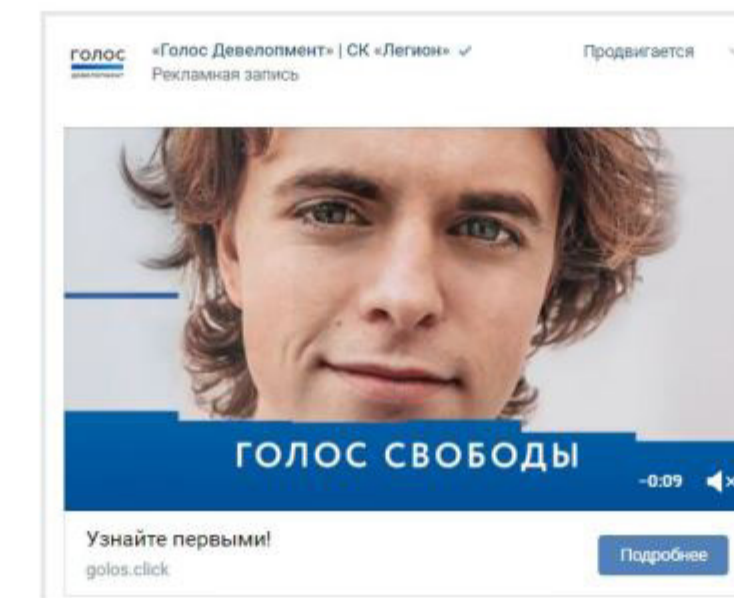 ГОЛОС
ДЕВЕЛОПМЕНТ
«Голос Девелопмент» | СК «Легион»
Продвигается
Рекламная запись
ГОЛОС СВОБОДЫ
-0:09
Узнайте первыми!
golos.click
Подробнее